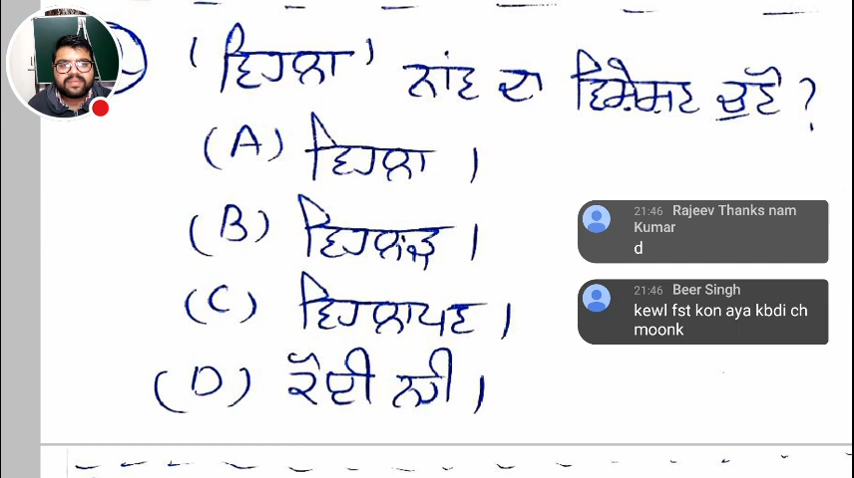 'ਵਿਹਲਾ' ਨਾਂਵ ਦਾ ਵਿਸ਼ੇਸ਼ਣ ਚੁਣੋ ?
(A) ਵਿਹਲਾ ।
(B) ਵਿਹਲੜ ।
(C) ਵਿਹਲਾਪਣ ।
(D) ਕੋਈ ਨਹੀ ।
21:46 Rajeev Thanks nam
Kumar
d
21:46 Beer Singh
kewl fst kon aya kbdi ch
moonk